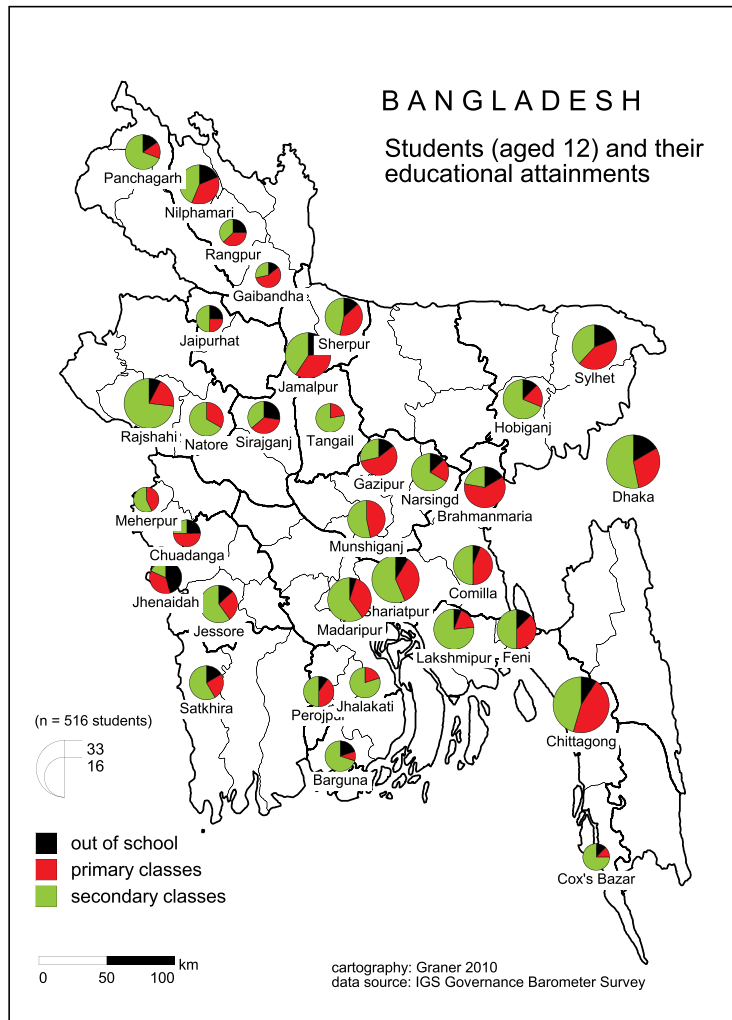 BANGLADESH
Students (aged 12) and their
educational attainments
Panchagarh
Nilphamari
Rangpur
Gaibandha
Jaipurhat
Sherpur
Jamalpur
Sylhet
Hobiganj
Rajshahi
Natore
Sirajganj
Tangail
Gazipur
Narsingd
Brahmanmaria
Dhaka
Meherpur
Chuadanga
Munshiganj
Jhenaidah
Comilla
Shariatpur
Jessore
Madaripur
Lakshmipur
Feni
Satkhira
Jhalakati
Perojpur
Chittagong
Barguna
(n = 516 students)
33
16
out of school
primary classes
secondary classes
Cox's Bazar
0 50 100 km
cartography: Graner 2010
data source: IGS Governance Barometer Survey